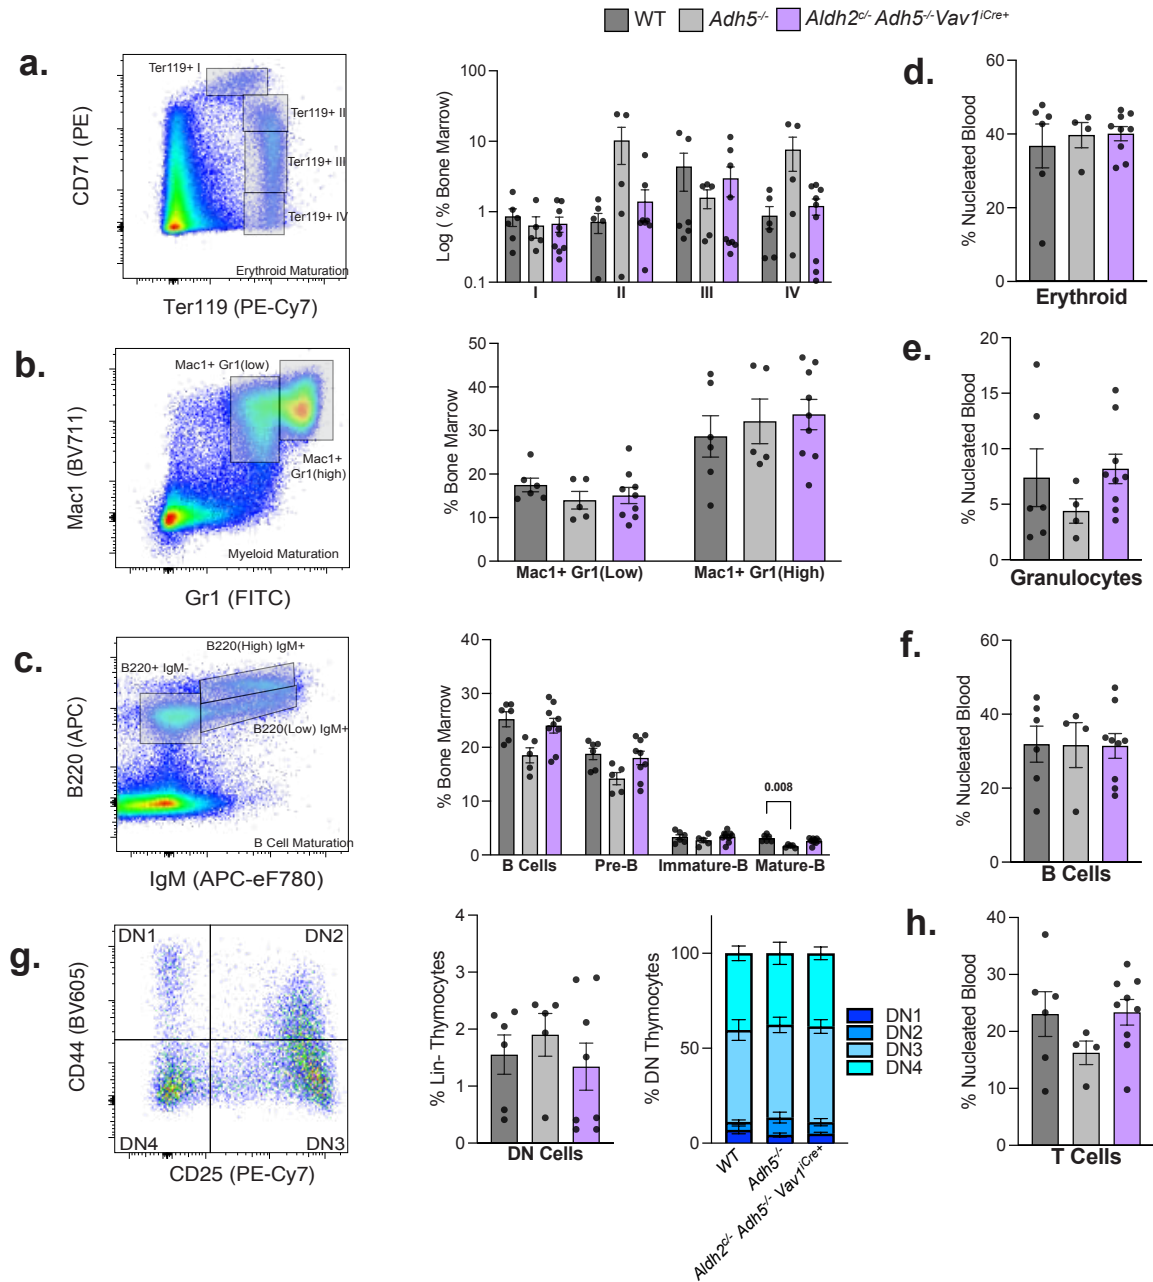 WT Adh5-/- Aldh2c/- Adh5-/-Vav1iCre+
a.
CD71 (PE)
Ter119+ I
Ter119+ II
Ter119+ III
Ter119+ IV
Erythroid Maturation
Ter119 (PE-Cy7)
Log ( % Bone Marrow)
100
10
1
0.1
I II III IV
d.
% Nucleated Blood
60
40
20
0
Erythroid
b.
Mac1 (BV711)
Mac1+ Gr1(low)
Mac1+
Gr1(high)
Myeloid Maturation
Gr1 (FITC)
% Bone Marrow
50
40
30
20
10
0
Mac1+ Gr1(Low) Mac1+ Gr1(High)
e.
% Nucleated Blood
20
15
10
5
0
Granulocytes
c.
B220 (APC)
B220(High) IgM+
B220+ IgM-
B220(Low) IgM+
B Cell Maturation
IgM (APC-eF780)
% Bone Marrow
40
30
20
10
0
0.008
B Cells Pre-B Immature-B Mature-B
f.
% Nucleated Blood
60
40
20
0
B Cells
g.
CD44 (BV605)
DN1 DN2
DN4 DN3
CD25 (PE-Cy7)
% Lin- Thymocytes
4
3
2
1
0
DN Cells
% DN Thymocytes
100
50
0
WT
Adh5-/-
Aldh2c/- Adh5-/- Vav1iCre+
DN1
DN2
DN3
DN4
h.
% Nucleated Blood
40
30
20
10
0
T Cells